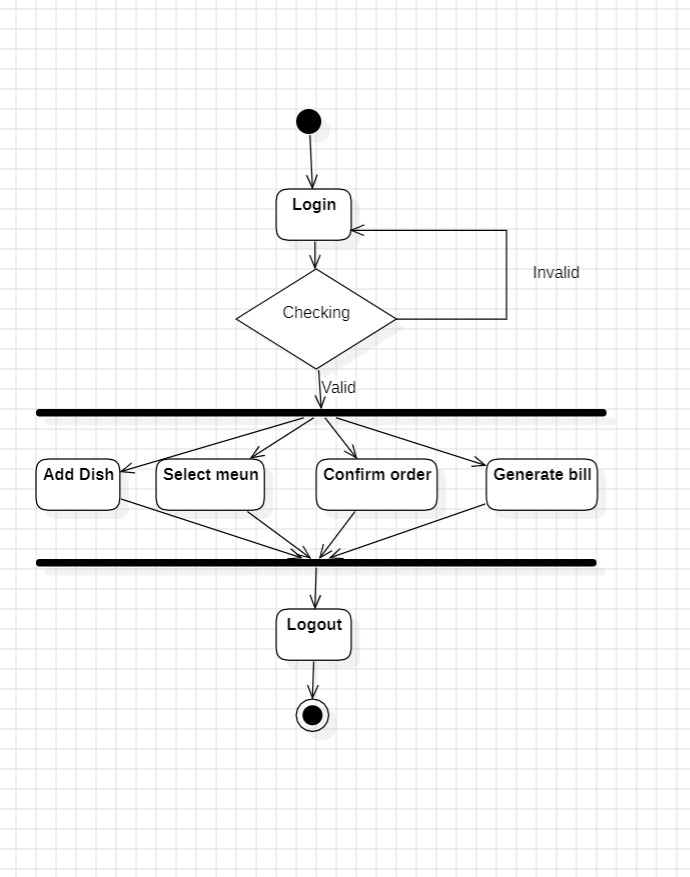 Login
Invalid
Checking
Valid
Add Dish
Select meun
Confirm order
Generate bill
Logout